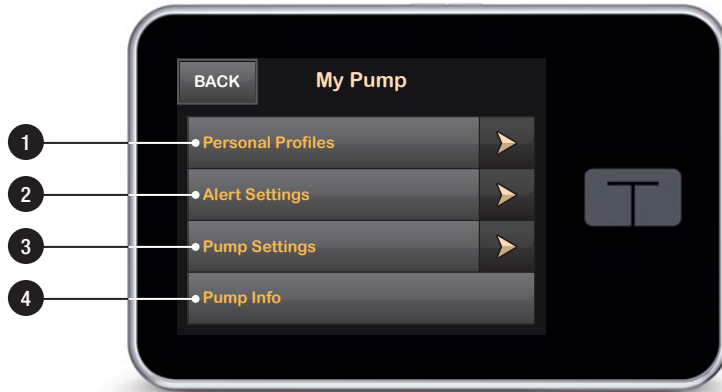 BACK
My Pump
1
Personal Profiles
2
Alert Settings
3
Pump Settings
4
Pump Info